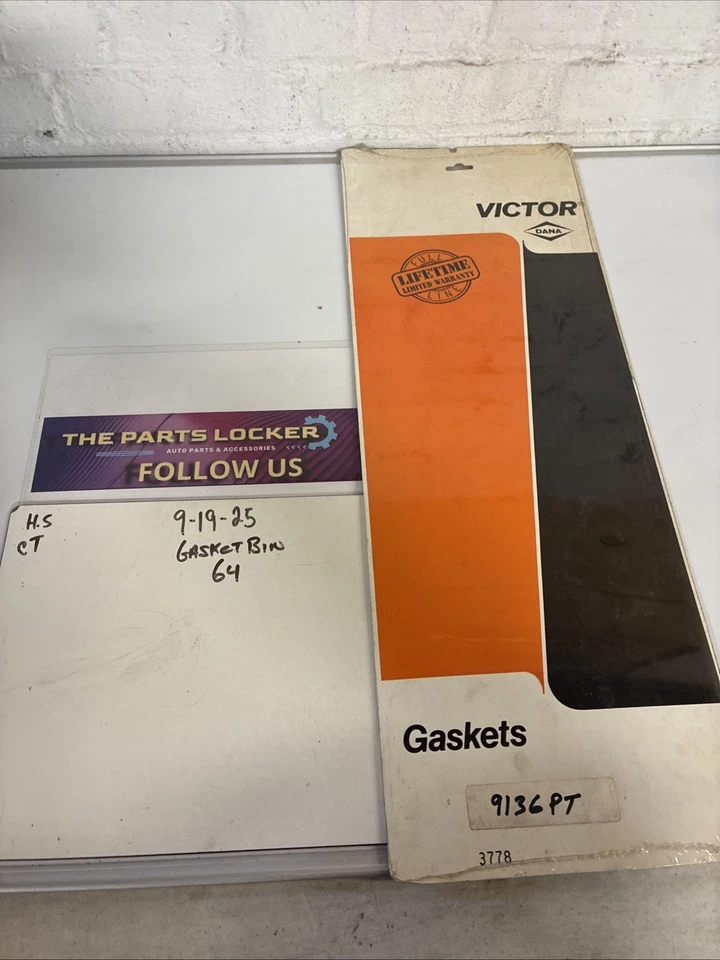 VICTOR
DANA
FULL
LIFETIME
LIMITED WARRANTY
LINE
THE PARTS LOCKER
AUTO PARTS & ACCESSORIES <<<<
FOLLOW US
H.S 9-19-25
CT GASKET BIN
64
Gaskets
9136PT
3778